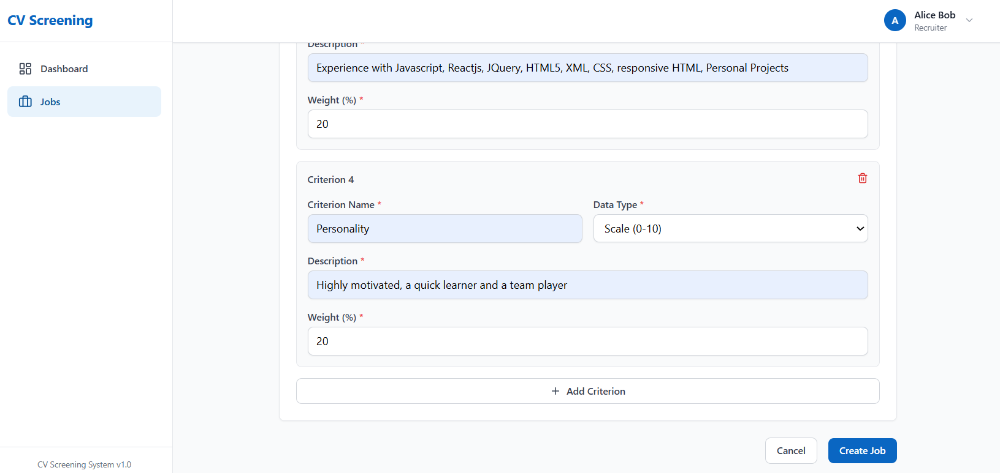 CV Screening
Alice Bob
A
Recruiter
Dashboard
Jobs
Description *
Experience with Javascript, Reactjs, JQuery, HTML5, XML, CSS, responsive HTML, Personal Projects
Weight (%) *
20
Criterion 4
Criterion Name *
Data Type *
Personality
Scale (0-10)
Description *
Highly motivated, a quick learner and a team player
Weight (%) *
20
+ Add Criterion
Cancel
Create Job
CV Screening System v1.0